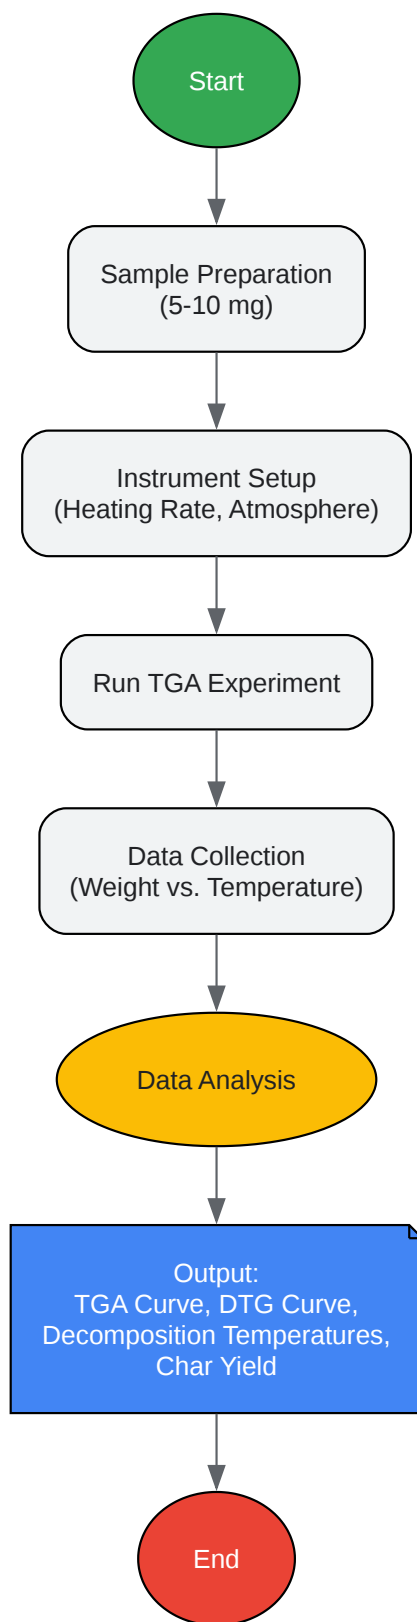 Start
Sample Preparation
(5-10 mg)
Instrument Setup
(Heating Rate, Atmosphere)
Run TGA Experiment
Data Collection
(Weight vs. Temperature)
Data Analysis
Output:
TGA Curve, DTG Curve,
Decomposition Temperatures,
Char Yield
End